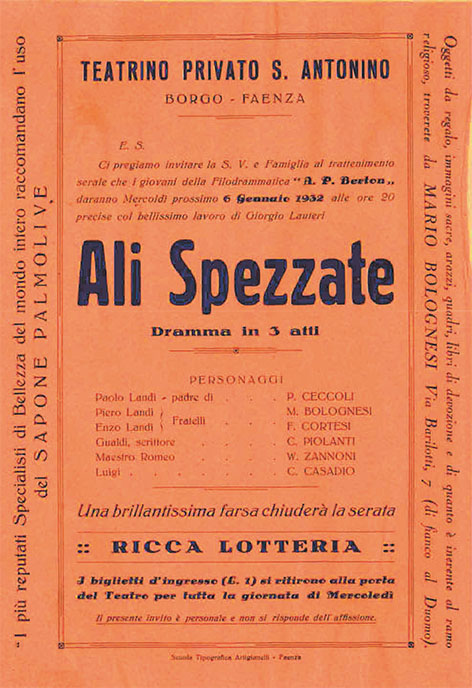 TEATRINO PRIVATO S. ANTONINO
BORGO - FAENZA
E. S.
Ci pregiamo invitare la S. V. e Famiglia al trattenimento
serale che i giovani della Filodrammatica “A. P. Berton„
daranno Mercoldì prossimo 6 Gennaio 1932 alle ore 20
precise col bellissimo lavoro di Giorgio Lauteri
Ali Spezzate
Dramma in 3 atti
PERSONAGGI
Paolo Landi - padre di . . . P. CECCOLI
Piero Landi } Fratelli . . . M. BOLOGNESI
Enzo Landi } F. CORTESI
Gualdi, scrittore . . . . C. PIOLANTI
Maestro Romeo . . . . W. ZANNONI
Luigi . . . . . . C. CASADIO
Una brillantissima farsa chiuderà la serata
:: RICCA LOTTERIA ::
I biglietti d'ingresso (L. 1) si ritirono alla porta
del Teatro per tutta la giornata di Mercoledì
Il presente invito è personale e non si risponde dell'affissione.
Scuola Tipografica Artigianelli - Faenza
“I più reputati Specialisti di Bellezza del mondo intero raccomandano l'uso
del SAPONE PALMOLIVE
Oggetti da regalo, immagini sacre, arazzi, quadri, libri di devozione e di quanto è inerente al ramo
religioso, troverete da MARIO BOLOGNESI Via Barilotti, 7 (di fianco al Duomo).